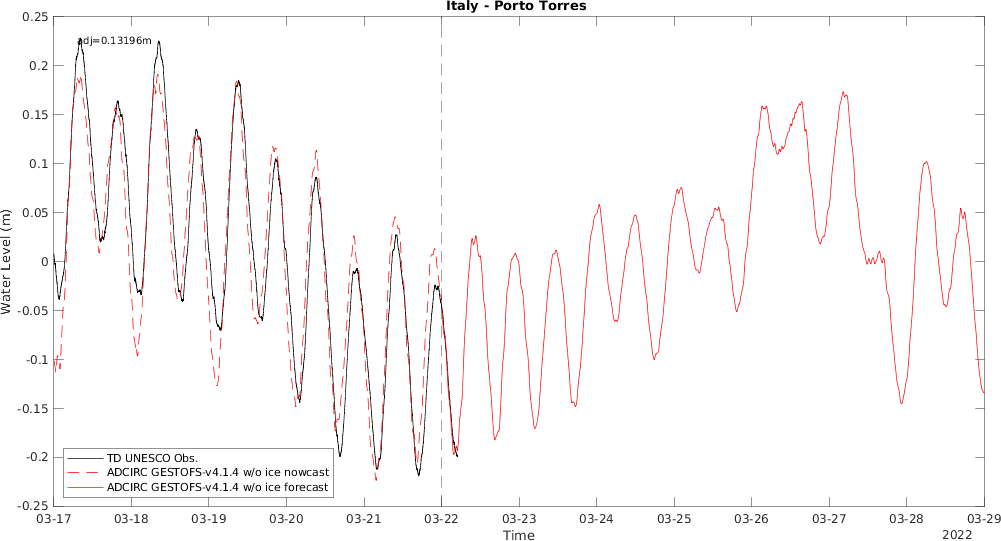 Italy - Porto Torres
adj=0.13196m
0.25
0.2
0.15
0.1
0.05
0
-0.05
-0.1
-0.15
-0.2
-0.25
Water Level (m)
TD UNESCO Obs.
ADCIRC GESTOFS-v4.1.4 w/o ice nowcast
ADCIRC GESTOFS-v4.1.4 w/o ice forecast
03-17 03-18 03-19 03-20 03-21 03-22 03-23 03-24 03-25 03-26 03-27 03-28 03-29
Time
2022